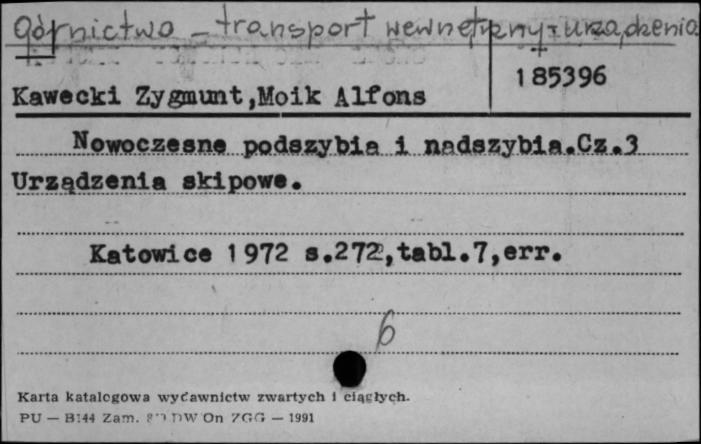 Górnictwo - transport wewnętrzny - urządzenia
185396
Kawecki Zygmunt,Moik Alfons
Nowoczesne podszybia i nadszybia.Cz.3
Urządzenia skipowe.
Katowice 1972 s.272,tabl.7,err.
6
Karta katalogowa wydawnictw zwartych i ciągłych.
PU — B144 Zam. DW On ZGG — 1991